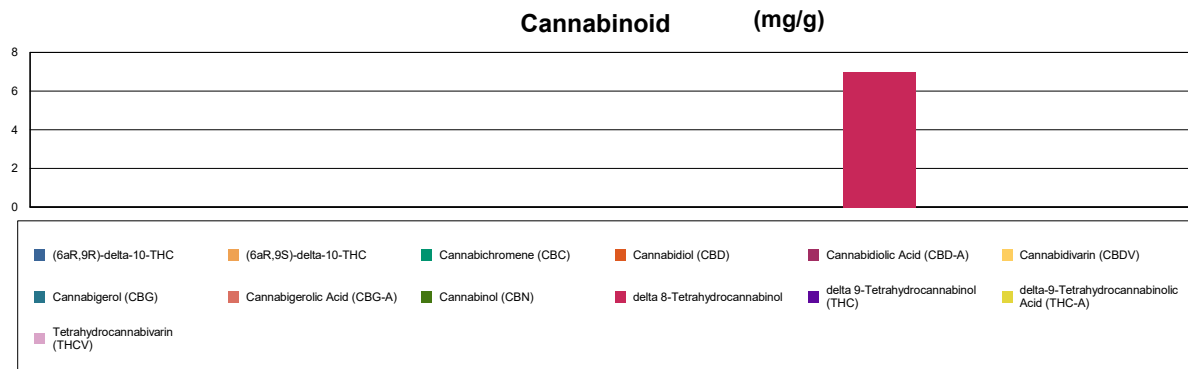 Cannabinoid (mg/g)
8
6
4
2
0
(6aR,9R)-delta-10-THC
(6aR,9S)-delta-10-THC
Cannabichromene (CBC)
Cannabidiol (CBD)
Cannabidiolic Acid (CBD-A)
Cannabidivarin (CBDV)
Cannabigerol (CBG)
Cannabigerolic Acid (CBG-A)
Cannabinol (CBN)
delta 8-Tetrahydrocannabinol
delta 9-Tetrahydrocannabinol
(THC)
delta-9-Tetrahydrocannabinolic
Acid (THC-A)
Tetrahydrocannabivarin
(THCV)